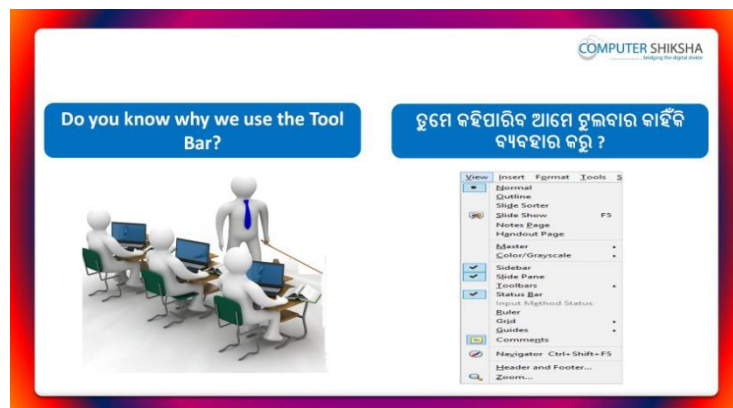 COMPUTER SHIKSHA
bridging the digital divide
Do you know why we use the Tool
Bar?
ତୁମେ କହିପାରିବ ଆମେ ଟୁଲବାର କାହିଁକି
ବ୍ୟବହାର କରୁ ?
View Insert Format Tools S
Normal
Outline
Slide Sorter
Slide Show F5
Notes Page
Handout Page
Master
Color/Grayscale
Sidebar
Slide Pane
Toolbars
Status Bar
Input Method Status
Ruler
Grid
Guides
Comments
Navigator Ctrl+Shift+F5
Header and Footer...
Zoom...